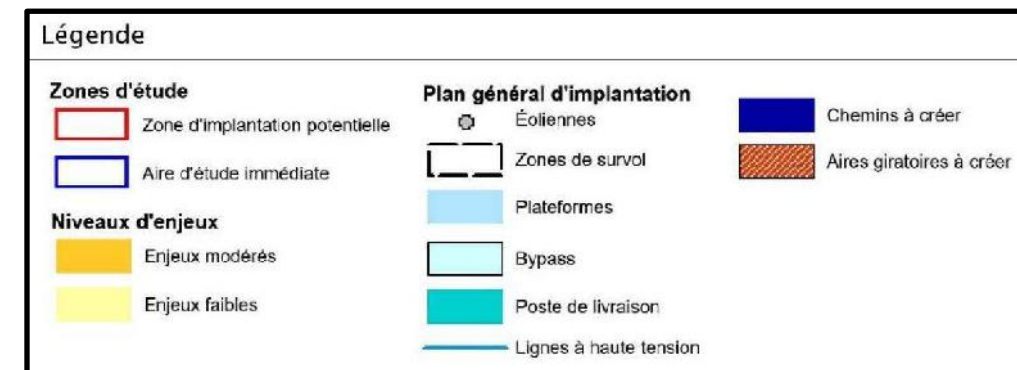 Légende
Zones d'étude
Zone d'implantation potentielle
Aire d'étude immédiate
Niveaux d'enjeux
Enjeux modérés
Enjeux faibles
Plan général d'implantation
Éoliennes
Zones de survol
Plateformes
Bypass
Poste de livraison
Lignes à haute tension
Chemins à créer
Aires giratoires à créer